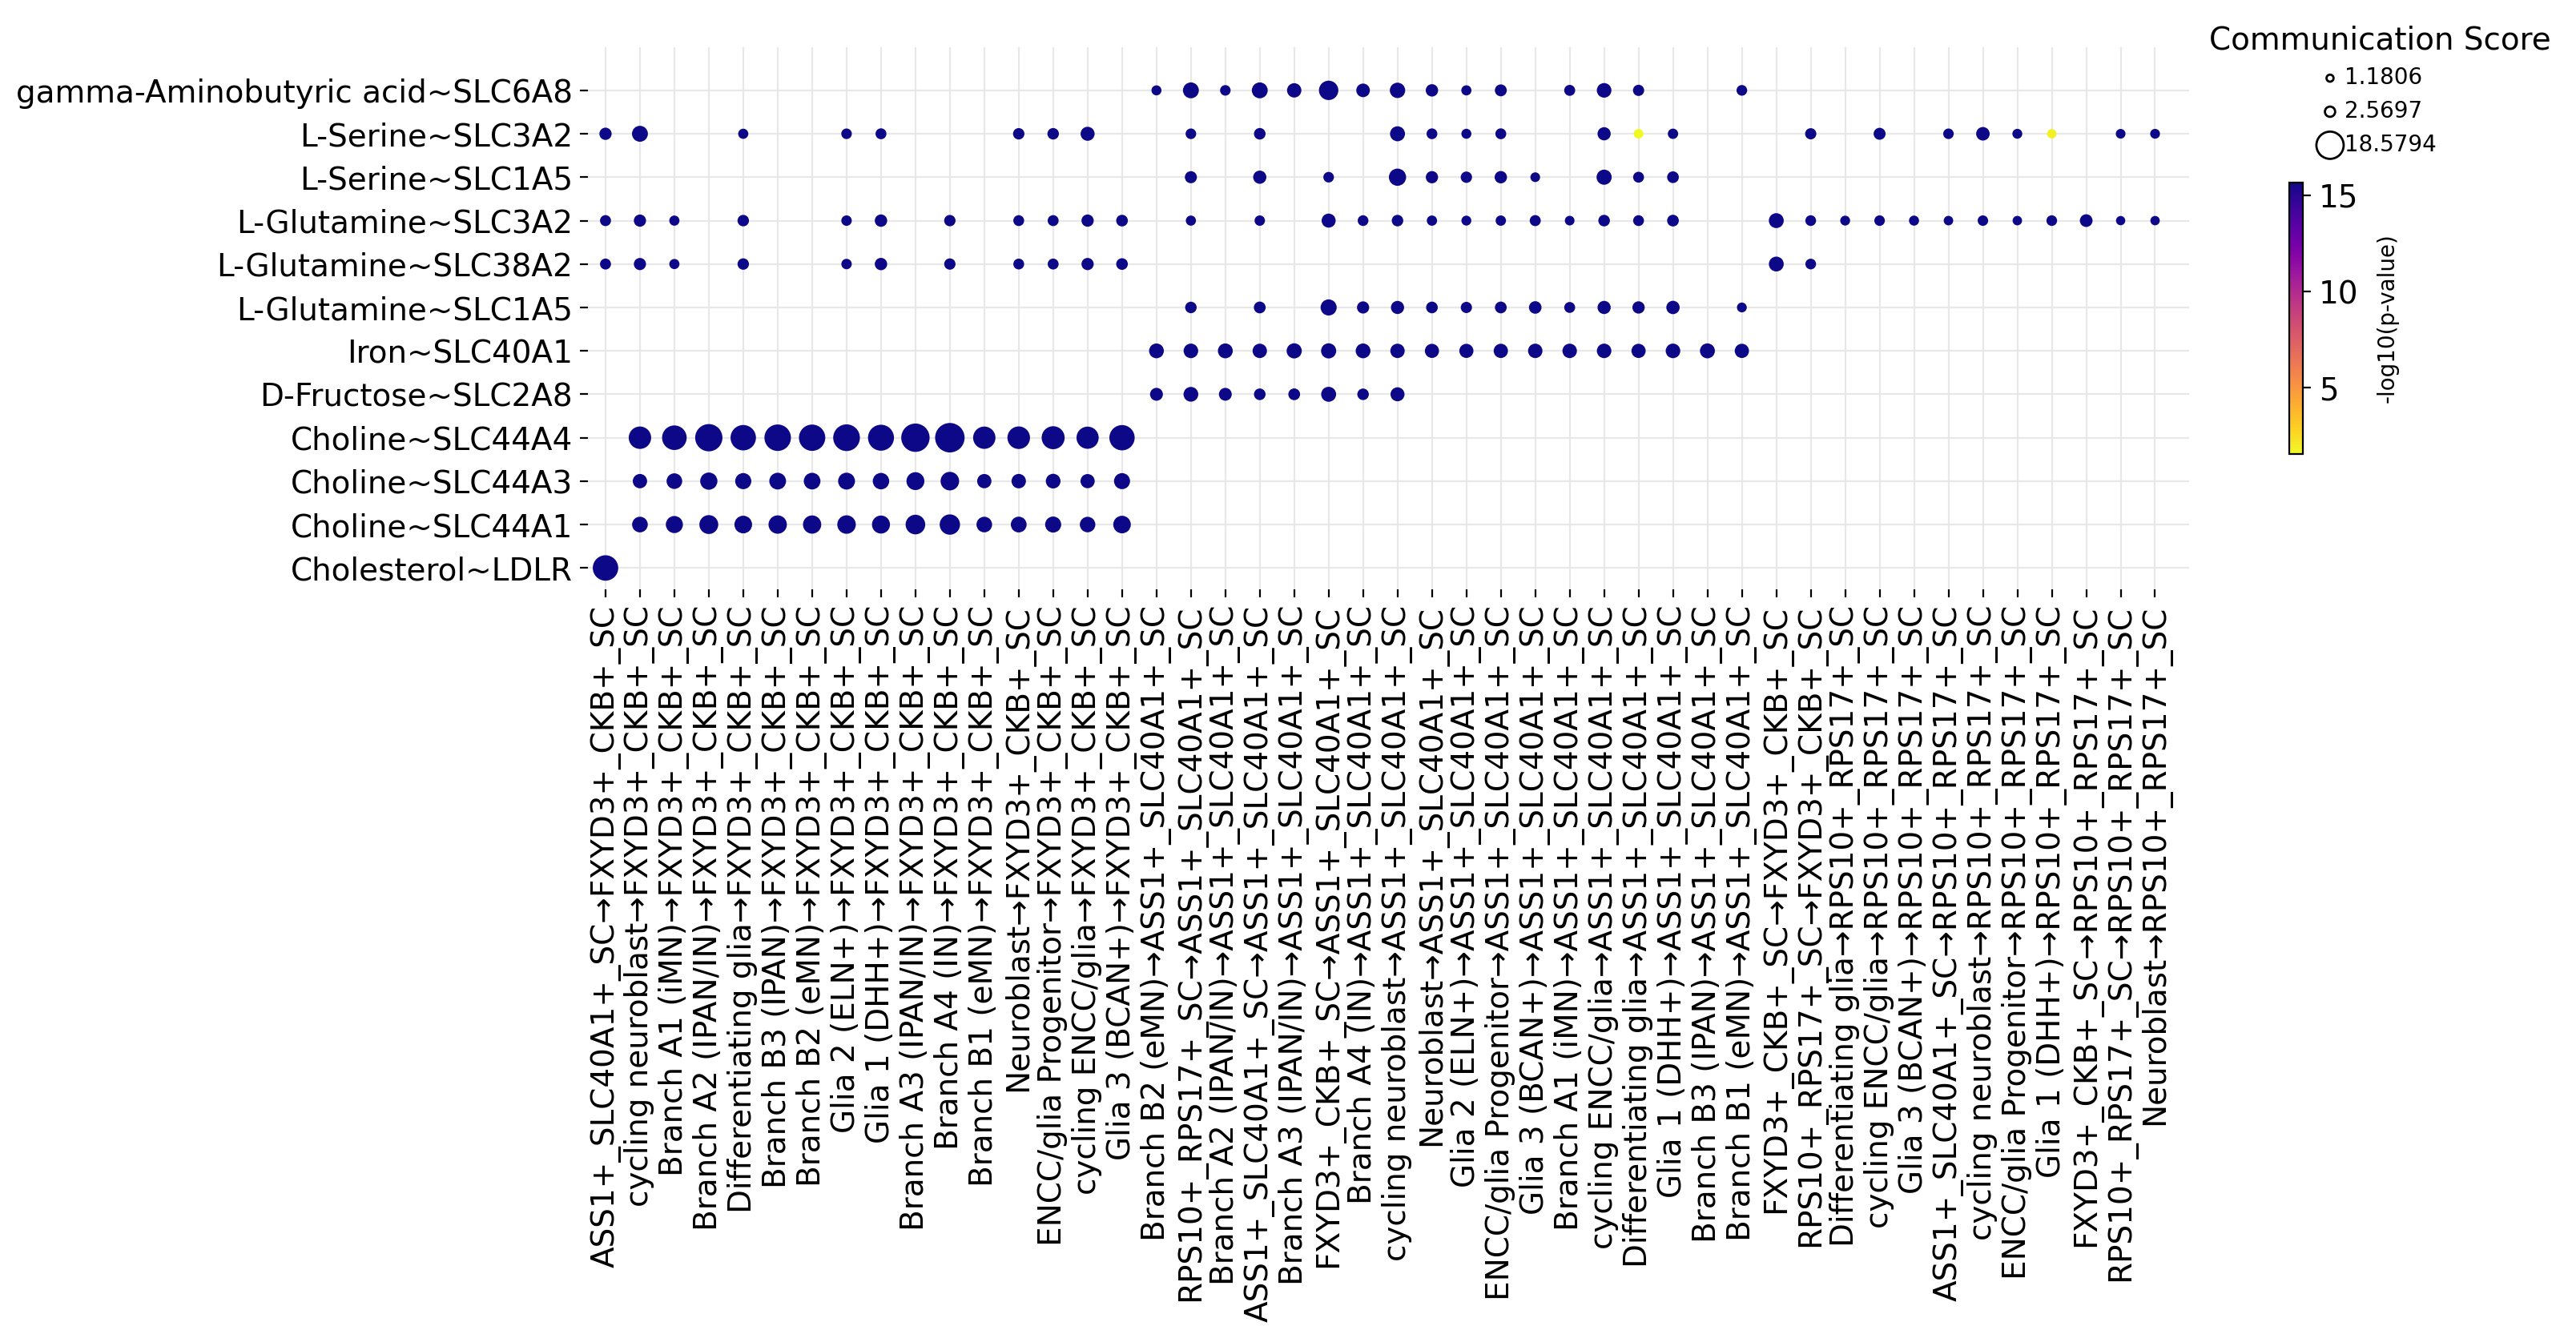 Communication Score
1.1806
2.5697
18.5794
15
10
5
-log10(p-value)
gamma-Aminobutyric acid~SLC6A8
L-Serine~SLC3A2
L-Serine~SLC1A5
L-Glutamine~SLC3A2
L-Glutamine~SLC38A2
L-Glutamine~SLC1A5
Iron~SLC40A1
D-Fructose~SLC2A8
Choline~SLC44A4
Choline~SLC44A3
Choline~SLC44A1
Cholesterol~LDLR
ASS1+_SLC40A1+_SC→FXYD3+_CKB+_SC
cycling neuroblast→FXYD3+_CKB+_SC
Branch A1 (iMN)→FXYD3+_CKB+_SC
Branch A2 (IPAN/IN)→FXYD3+_CKB+_SC
Differentiating glia→FXYD3+_CKB+_SC
Branch B3 (IPAN)→FXYD3+_CKB+_SC
Branch B2 (eMN)→FXYD3+_CKB+_SC
Glia 2 (ELN+)→FXYD3+_CKB+_SC
Glia 1 (DHH+)→FXYD3+_CKB+_SC
Branch A3 (IPAN/IN)→FXYD3+_CKB+_SC
Branch A4 (IN)→FXYD3+_CKB+_SC
Branch B1 (eMN)→FXYD3+_CKB+_SC
Neuroblast→FXYD3+_CKB+_SC
ENCC/glia Progenitor→FXYD3+_CKB+_SC
cycling ENCC/glia→FXYD3+_CKB+_SC
Glia 3 (BCAN+)→FXYD3+_CKB+_SC
Branch B2 (eMN)→ASS1+_SLC40A1+_SC
RPS10+_RPS17+_SC→ASS1+_SLC40A1+_SC
Branch A2 (IPAN/IN)→ASS1+_SLC40A1+_SC
ASS1+_SLC40A1+_SC→ASS1+_SLC40A1+_SC
Branch A3 (IPAN/IN)→ASS1+_SLC40A1+_SC
FXYD3+_CKB+_SC→ASS1+_SLC40A1+_SC
Branch A4 (IN)→ASS1+_SLC40A1+_SC
cycling neuroblast→ASS1+_SLC40A1+_SC
Neuroblast→ASS1+_SLC40A1+_SC
Glia 2 (ELN+)→ASS1+_SLC40A1+_SC
ENCC/glia Progenitor→ASS1+_SLC40A1+_SC
Glia 3 (BCAN+)→ASS1+_SLC40A1+_SC
Branch A1 (iMN)→ASS1+_SLC40A1+_SC
cycling ENCC/glia→ASS1+_SLC40A1+_SC
Differentiating glia→ASS1+_SLC40A1+_SC
Glia 1 (DHH+)→ASS1+_SLC40A1+_SC
Branch B3 (IPAN)→ASS1+_SLC40A1+_SC
Branch B1 (eMN)→ASS1+_SLC40A1+_SC
FXYD3+_CKB+_SC→FXYD3+_CKB+_SC
RPS10+_RPS17+_SC→FXYD3+_CKB+_SC
Differentiating glia→RPS10+_RPS17+_SC
cycling ENCC/glia→RPS10+_RPS17+_SC
Glia 3 (BCAN+)→RPS10+_RPS17+_SC
ASS1+_SLC40A1+_SC→RPS10+_RPS17+_SC
cycling neuroblast→RPS10+_RPS17+_SC
ENCC/glia Progenitor→RPS10+_RPS17+_SC
Glia 1 (DHH+)→RPS10+_RPS17+_SC
FXYD3+_CKB+_SC→RPS10+_RPS17+_SC
RPS10+_RPS17+_SC→RPS10+_RPS17+_SC
Neuroblast→RPS10+_RPS17+_SC